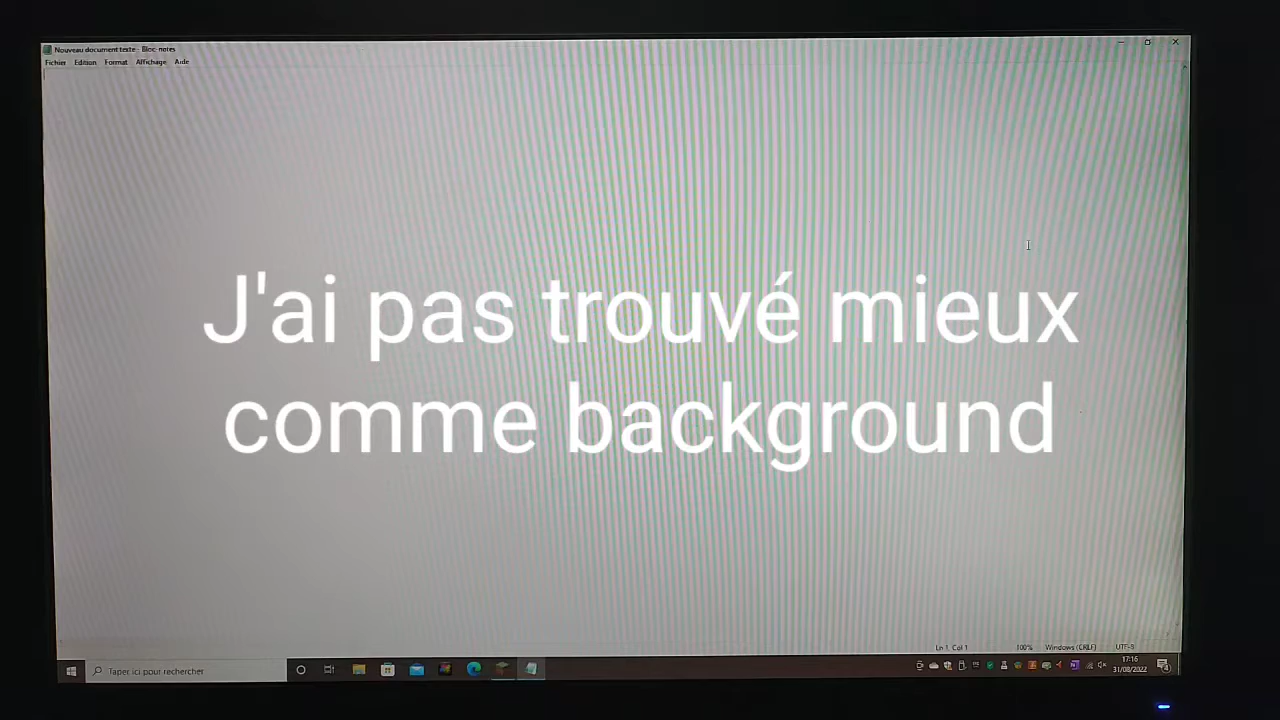 Nouveau document texte - Bloc-notes
Fichier Edition Format Affichage Aide
J'ai pas trouvé mieux
comme background
Ln 1, Col 1 100% Windows (CRLF) UTF-8
Taper ici pour rechercher
17:16
31/08/2022